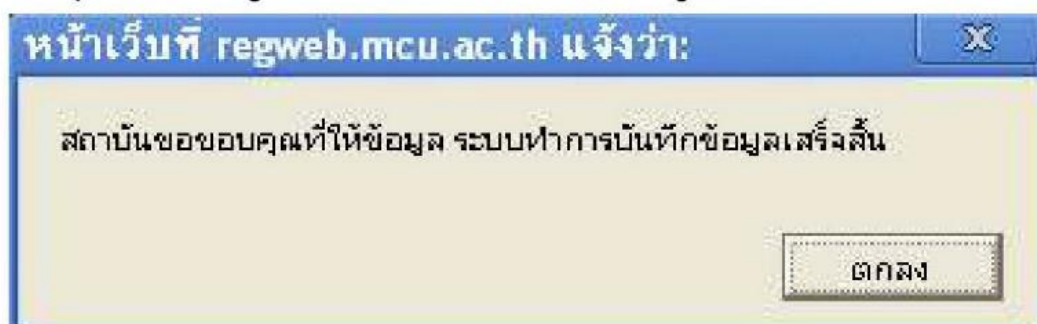 หน้าเว็บที่ regweb.mcu.ac.th แจ้งว่า:
สถาบันขอขอบคุณที่ให้ข้อมูล ระบบทำการบันทึกข้อมูลเสร็จสิ้น
ตกลง